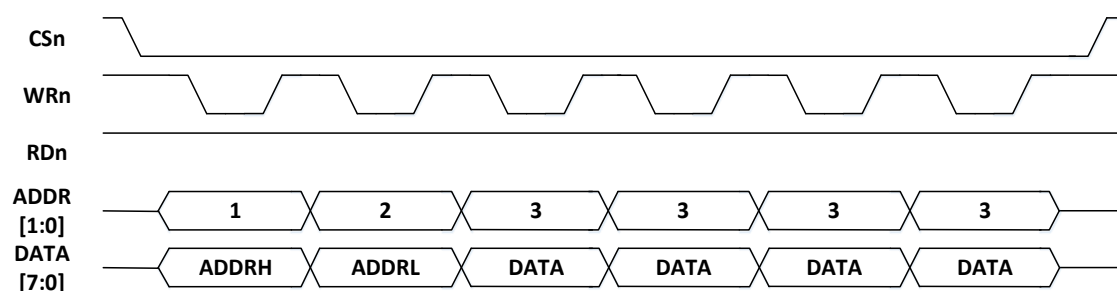 CSn
WRn
RDn
ADDR
[1:0]
1 2 3 3 3 3
DATA
[7:0]
ADDRH ADDRL DATA DATA DATA DATA